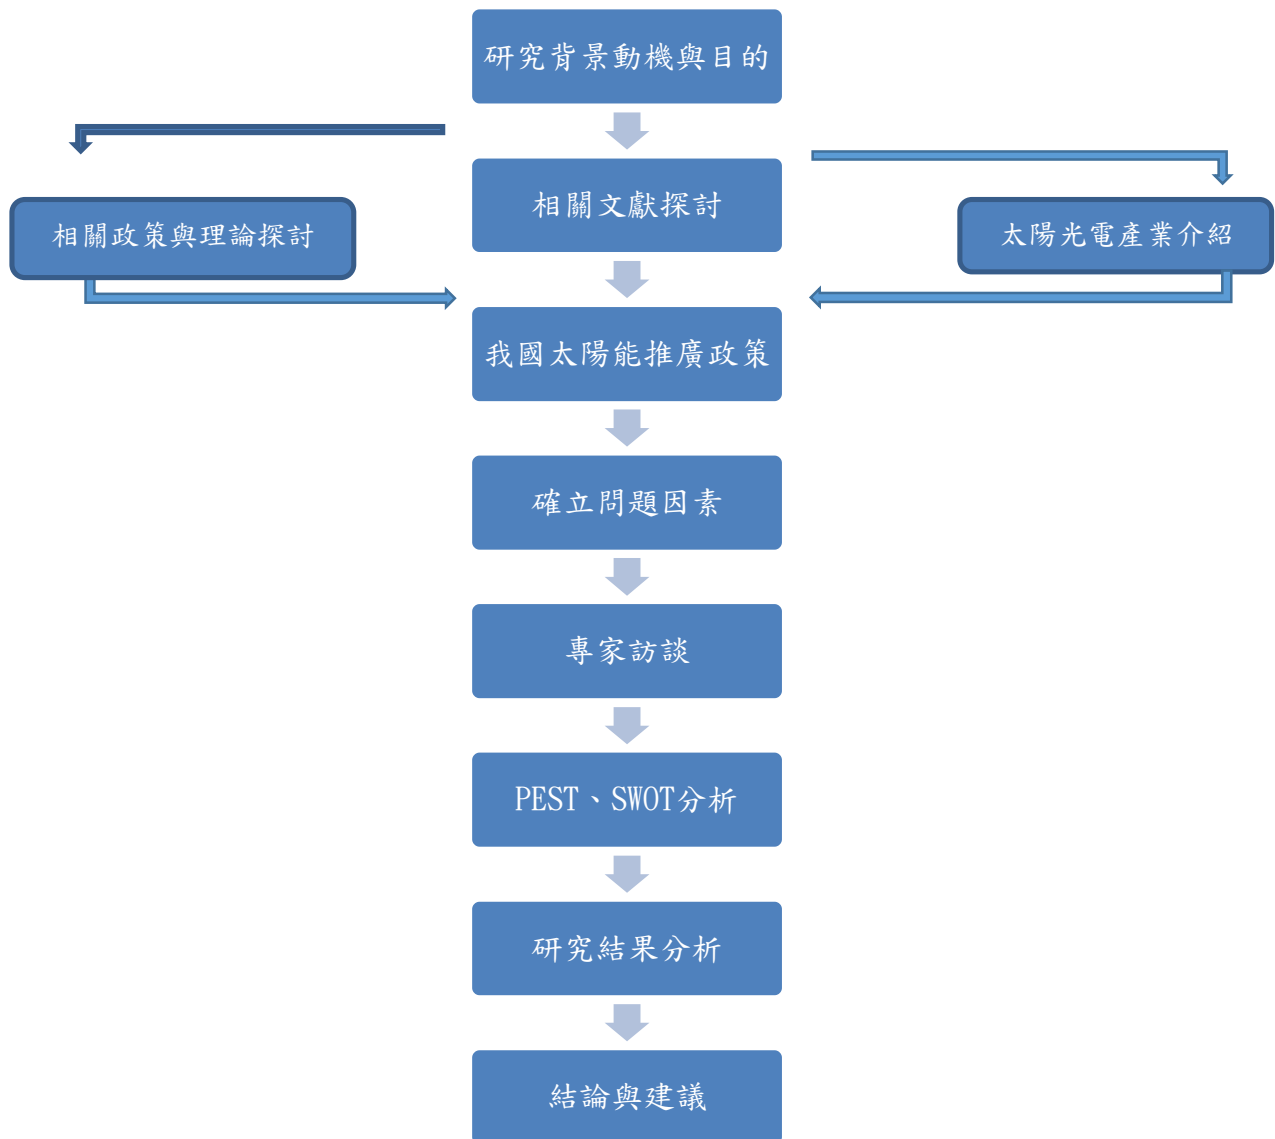 研究背景動機與目的
相關文獻探討
相關政策與理論探討
太陽光電產業介紹
我國太陽能推廣政策
確立問題因素
專家訪談
PEST、SWOT分析
研究結果分析
結論與建議